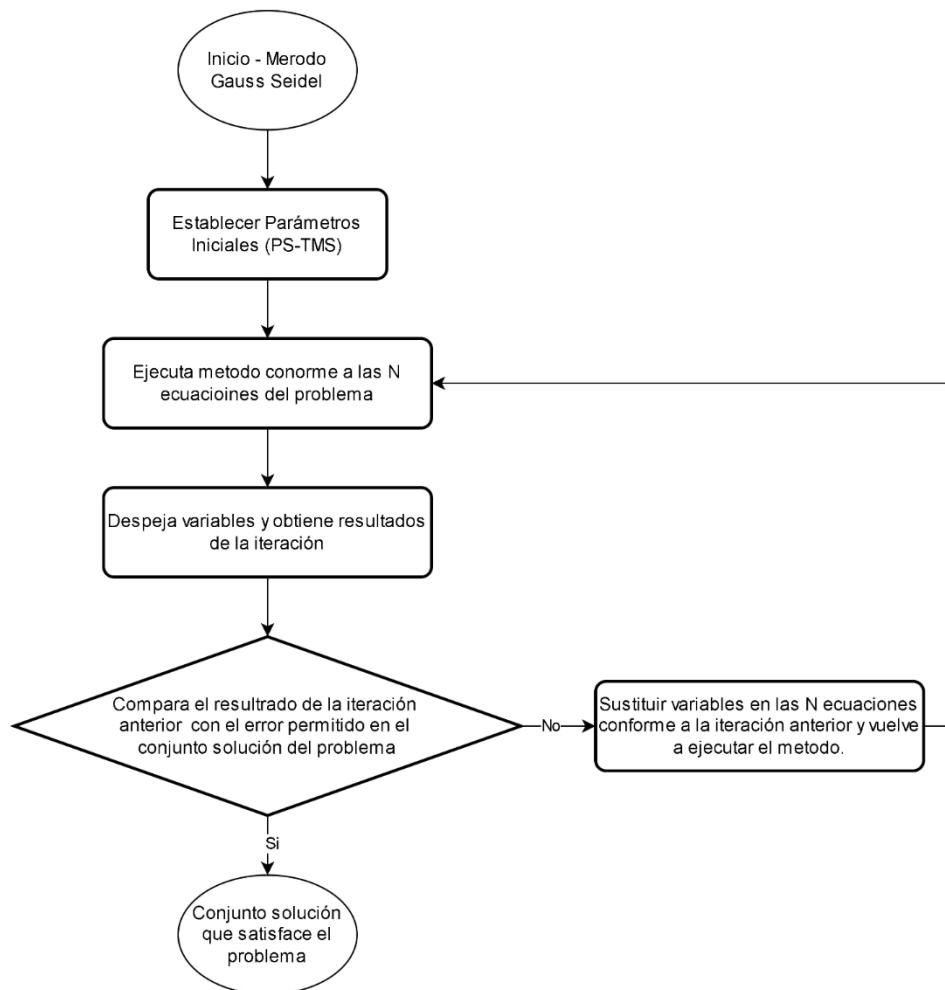 Inicio - Merodo
Gauss Seidel
Establecer Parámetros
Iniciales (PS-TMS)
Ejecuta metodo conorme a las N
ecuacioines del problema
Despeja variables y obtiene resultados
de la iteración
Compara el resultrado de la iteración
anterior con el error permitido en el
conjunto solución del problema
No
Sustituir variables en las N ecuaciones
conforme a la iteración anterior y vuelve
a ejecutar el metodo.
Si
Conjunto solución
que satisface el
problema